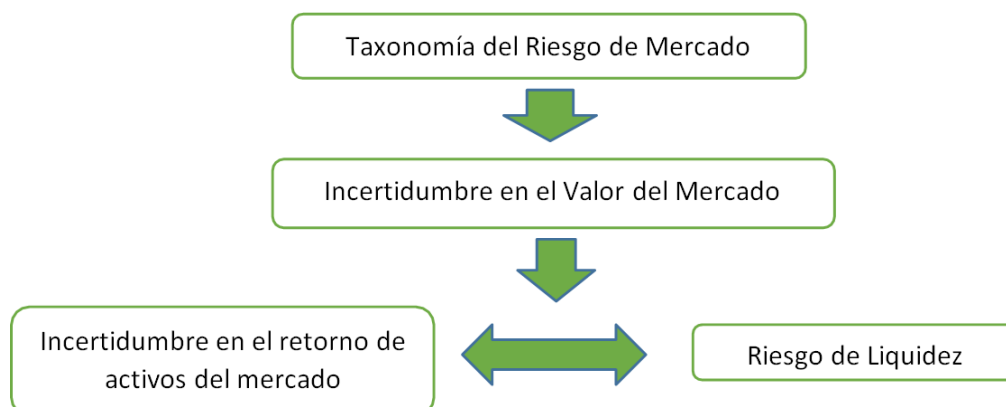 Taxonomía del Riesgo de Mercado
Incertidumbre en el Valor del Mercado
Incertidumbre en el retorno de
activos del mercado
Riesgo de Liquidez